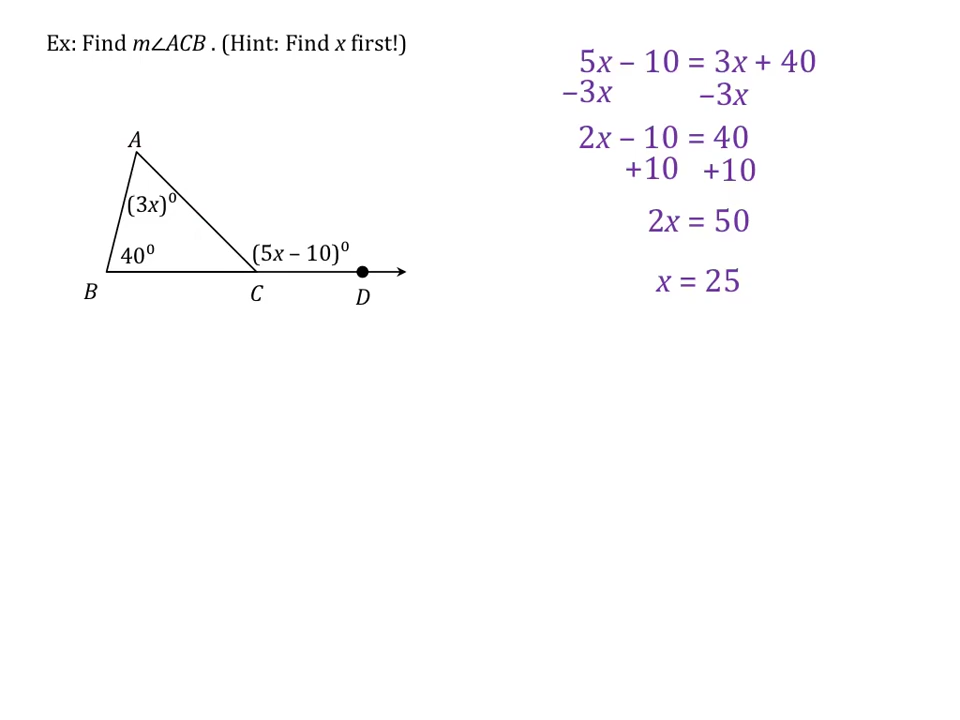 Ex: Find m∠ACB . (Hint: Find x first!)
5x – 10 = 3x + 40
–3x –3x
2x – 10 = 40
+10 +10
2x = 50
x = 25
A
(3x)⁰
40⁰ (5x – 10)⁰
B C D